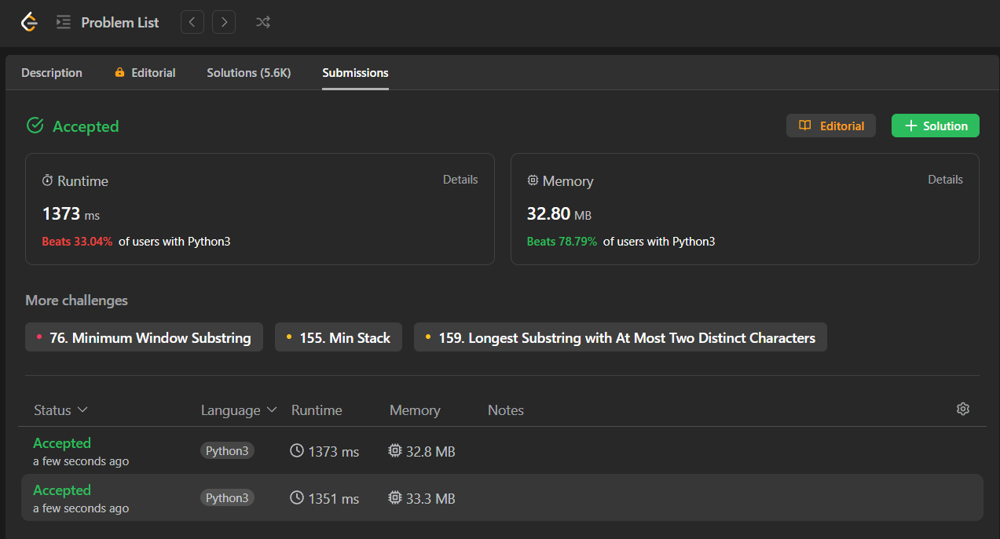 Problem List
Description Editorial Solutions (5.6K) Submissions
Accepted Editorial Solution
Runtime Details
1373 ms
Beats 33.04% of users with Python3
Memory Details
32.80 MB
Beats 78.79% of users with Python3
More challenges
76. Minimum Window Substring 155. Min Stack 159. Longest Substring with At Most Two Distinct Characters
Status Language Runtime Memory Notes
Accepted
a few seconds ago
Python3 1373 ms 32.8 MB
Accepted
a few seconds ago
Python3 1351 ms 33.3 MB